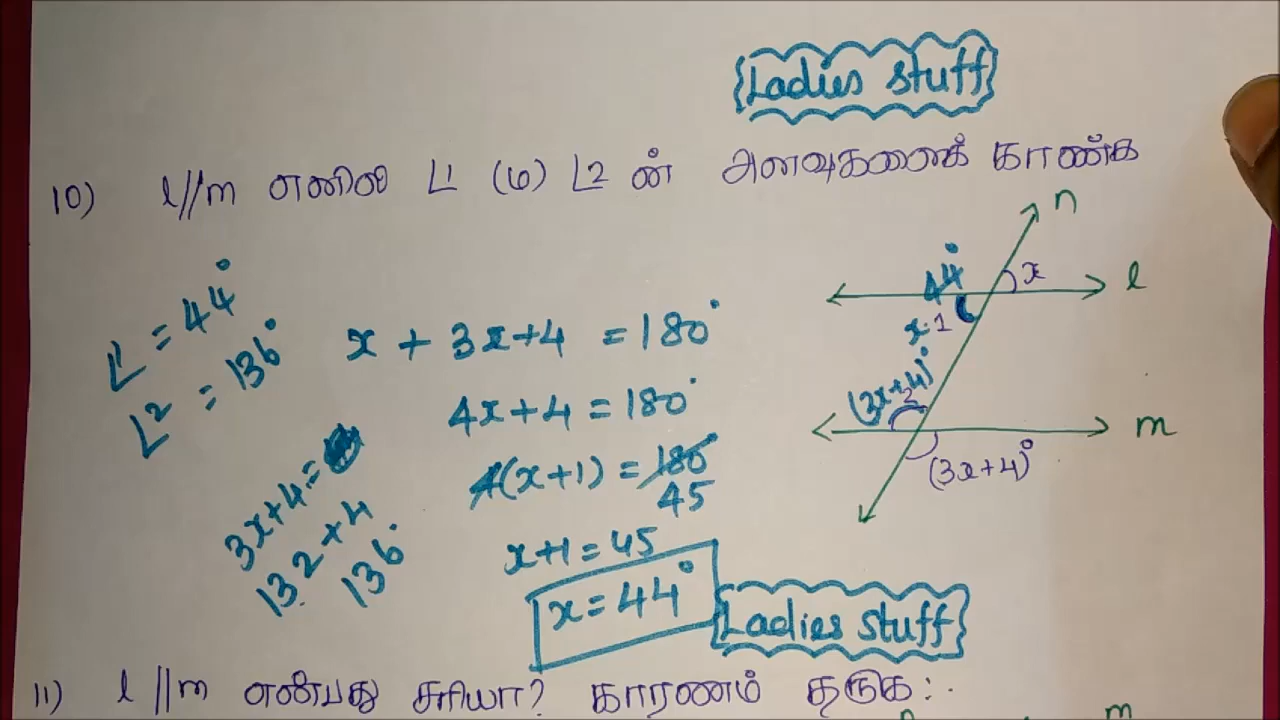 Ladies stuff
10) l//m எனில் ∠1 (ம) ∠2 ன் அளவுகளைக் காண்க
n
44° x l
x:1
(3x+4)°
2
m
(3x+4)°
∠1 = 44°
∠2 = 136°
x + 3x+4 = 180°
4x+4 = 180°
4(x+1) = 180
45
x+1 = 45
x = 44°
3x+4 =
132+4
136°
Ladies stuff
11) l //m என்பது சரியா? காரணம் தருக :.
n m